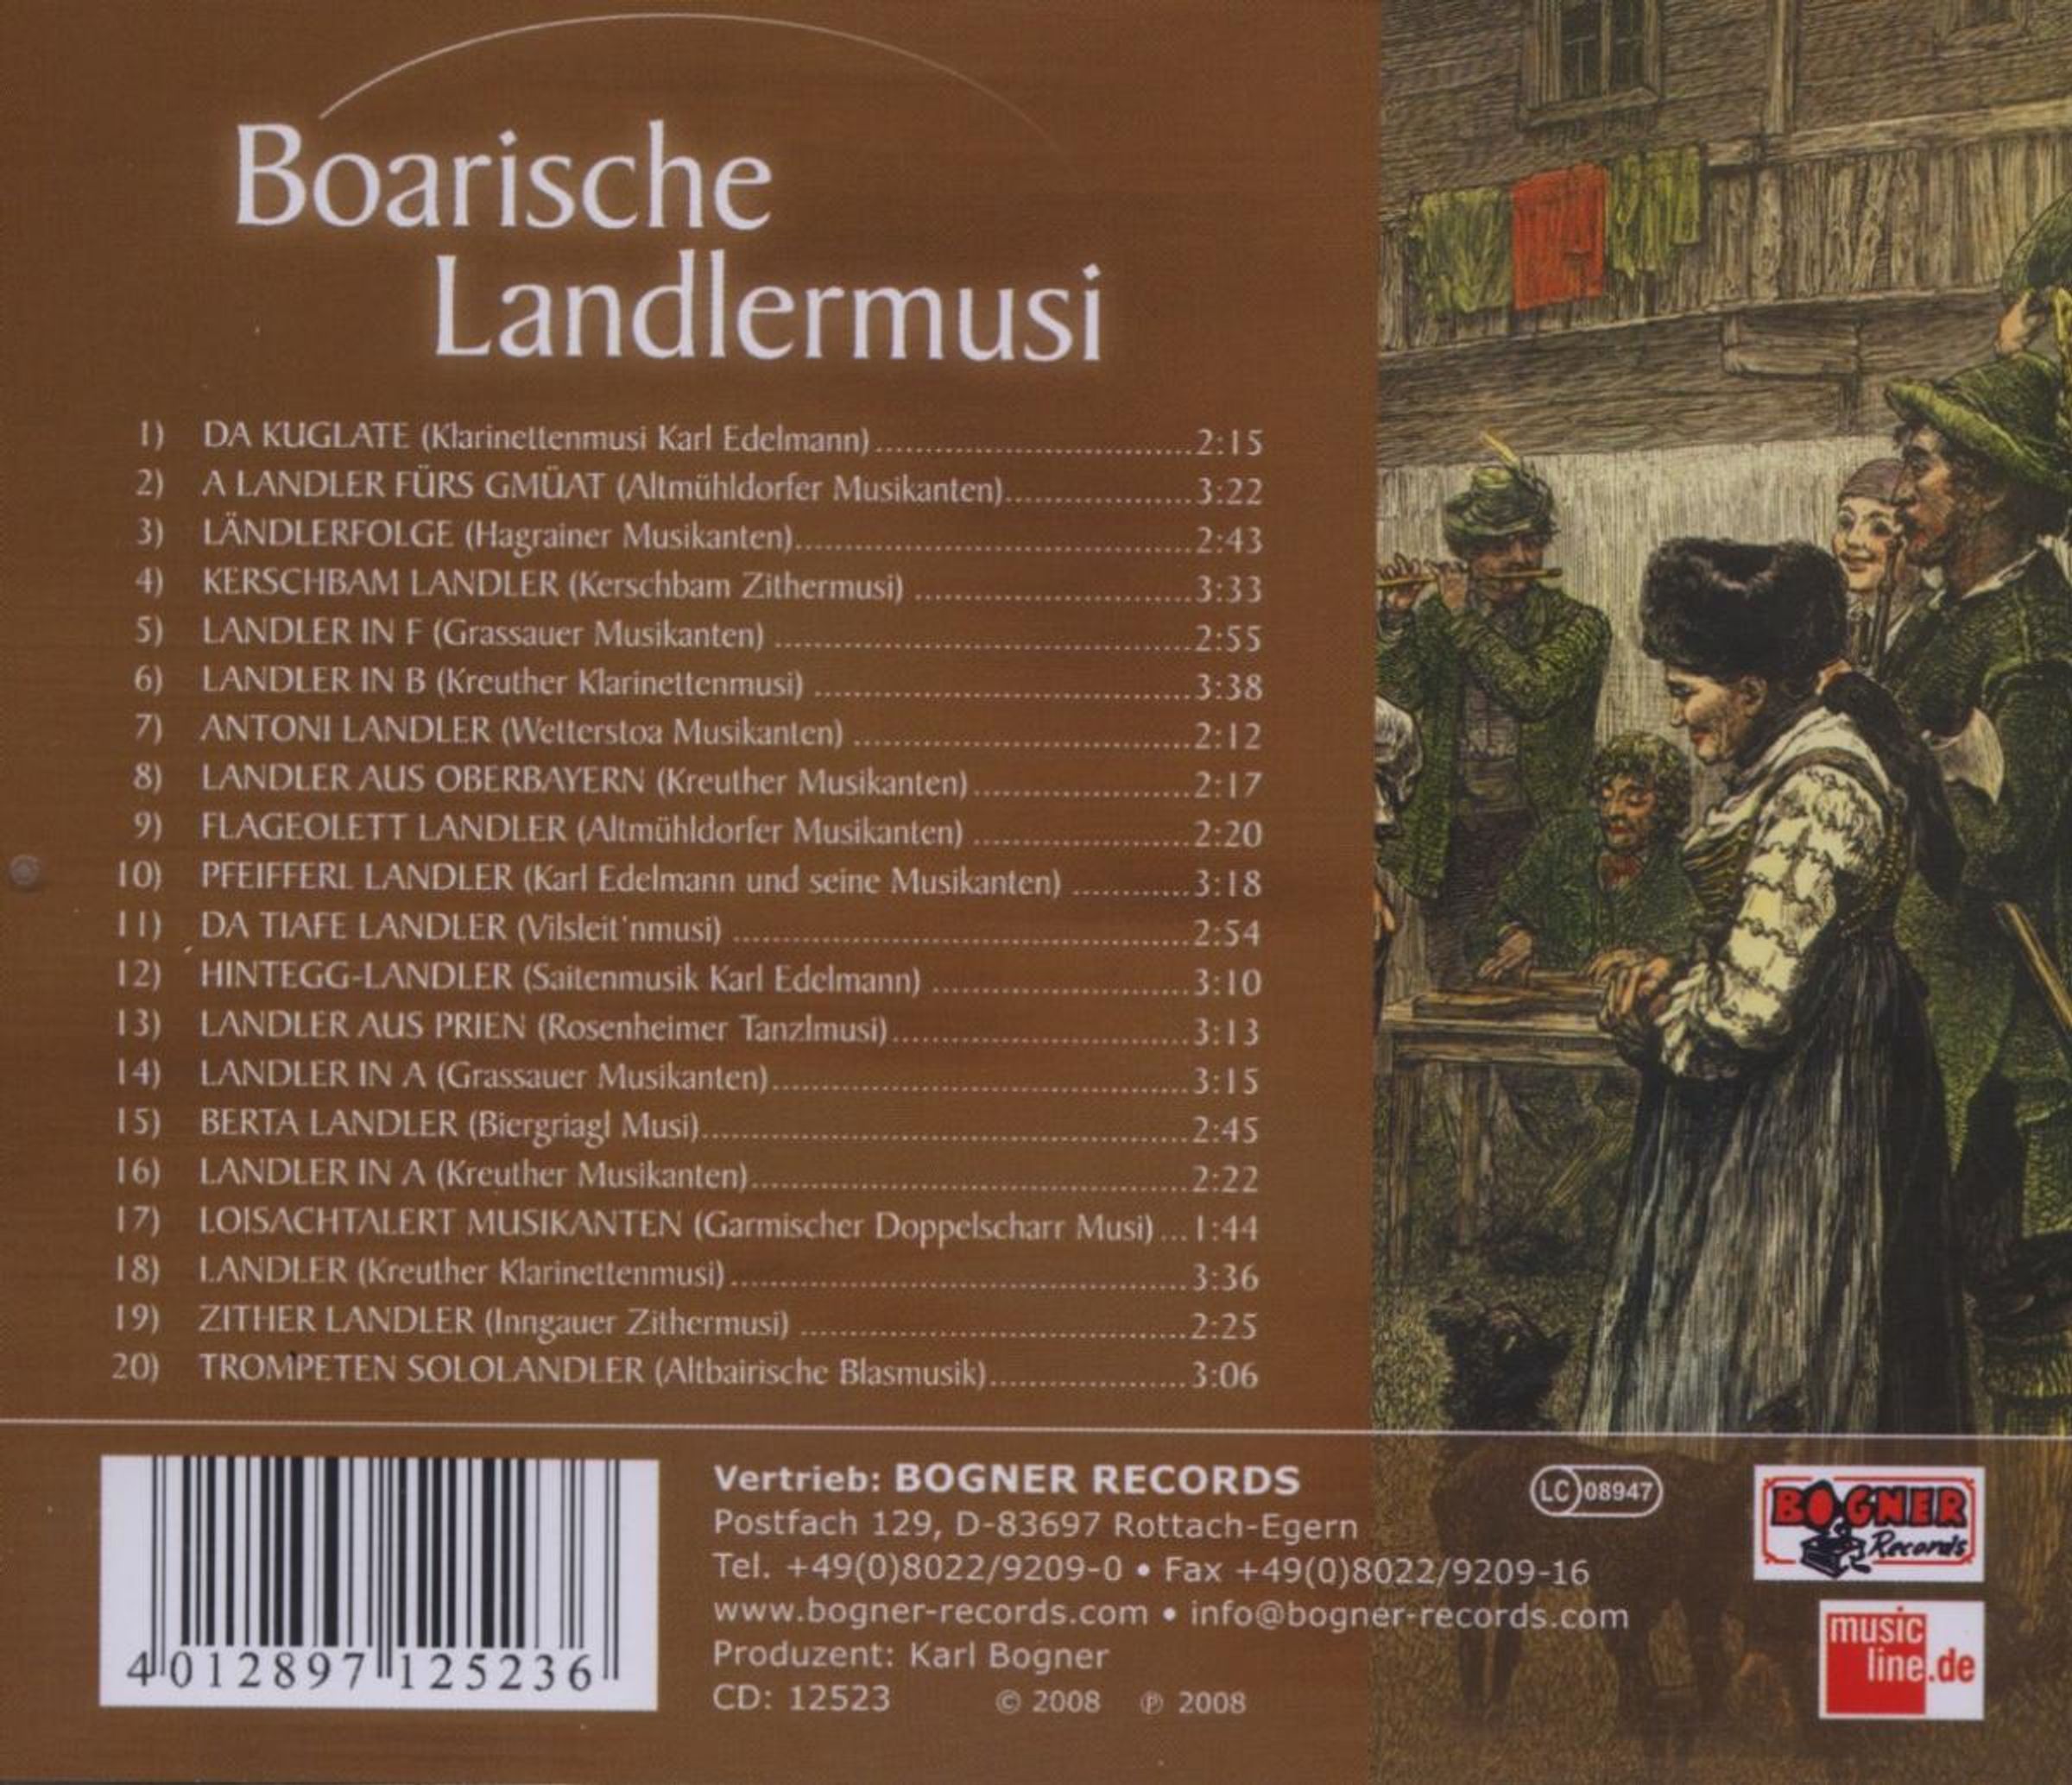 Boarische
Landlermusi
1) DA KUGLATE (Klarinettenmusi Karl Edelmann)................................2:15
2) A LANDLER FÜRS GMÜAT (Altmühldorfer Musikanten)...................3:22
3) LÄNDLERFOLGE (Hagrainer Musikanten)........................................2:43
4) KERSCHBAM LANDLER (Kerschbam Zithermusi) ............................3:33
5) LANDLER IN F (Grassauer Musikanten) ..........................................2:55
6) LANDLER IN B (Kreuther Klarinettenmusi) ......................................3:38
7) ANTONI LANDLER (Wetterstoa Musikanten) ..................................2:12
8) LANDLER AUS OBERBAYERN (Kreuther Musikanten)......................2:17
9) FLAGEOLETT LANDLER (Altmühldorfer Musikanten) ......................2:20
10) PFEIFFERL LANDLER (Karl Edelmann und seine Musikanten) ............3:18
11) DA TIAFE LANDLER (Vilsleit'nmusi) ..............................................2:54
12) HINTEGG-LANDLER (Saitenmusik Karl Edelmann) ..........................3:10
13) LANDLER AUS PRIEN (Rosenheimer Tanzlmusi)..............................3:13
14) LANDLER IN A (Grassauer Musikanten)..........................................3:15
15) BERTA LANDLER (Biergriagl Musi).................................................2:45
16) LANDLER IN A (Kreuther Musikanten)............................................2:22
17) LOISACHTALERT MUSIKANTEN (Garmischer Doppelscharr Musi)...1:44
18) LANDLER (Kreuther Klarinettenmusi)..............................................3:36
19) ZITHER LANDLER (Inngauer Zithermusi) .......................................2:25
20) TROMPETEN SOLOLANDLER (Altbairische Blasmusik)....................3:06
4 012897 125236
Vertrieb: BOGNER RECORDS
Postfach 129, D-83697 Rottach-Egern
Tel. +49(0)8022/9209-0 • Fax +49(0)8022/9209-16
www.bogner-records.com • info@bogner-records.com
Produzent: Karl Bogner
CD: 12523 © 2008 ℗ 2008
LC 08947
BOGNER
Records
music
line.de